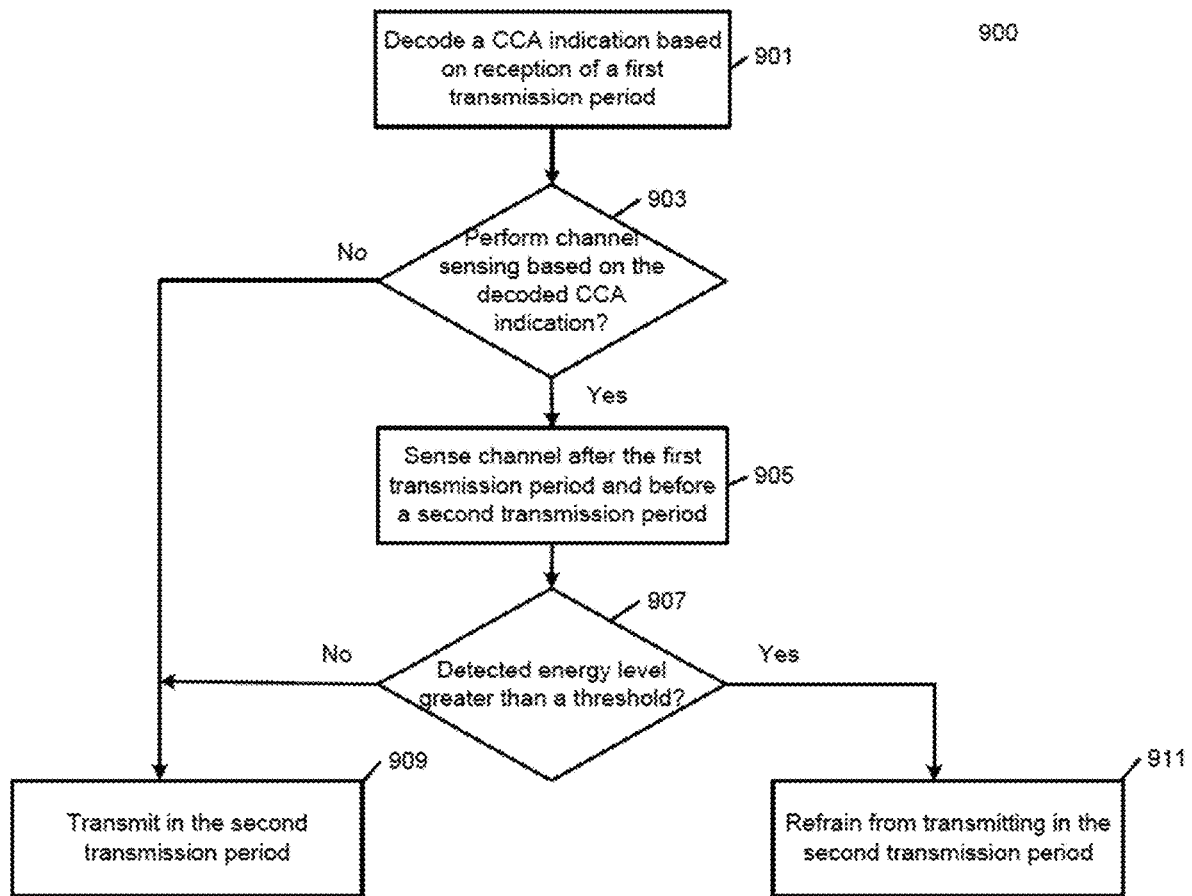 900
Decode a CCA indication based
on reception of a first
transmission period
901
903
Perform channel
sensing based on the
decoded CCA
indication?
No
Yes
Sense channel after the first
transmission period and before
a second transmission period
905
907
Detected energy level
greater than a threshold?
No
Yes
909
Transmit in the second
transmission period
911
Refrain from transmitting in the
second transmission period